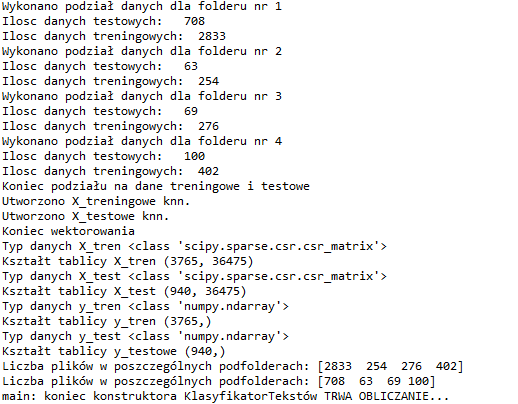 Wykonano podział danych dla folderu nr 1
Ilosc danych testowych:   708
Ilosc danych treningowych:  2833
Wykonano podział danych dla folderu nr 2
Ilosc danych testowych:   63
Ilosc danych treningowych:  254
Wykonano podział danych dla folderu nr 3
Ilosc danych testowych:   69
Ilosc danych treningowych:  276
Wykonano podział danych dla folderu nr 4
Ilosc danych testowych:   100
Ilosc danych treningowych:  402
Koniec podziału na dane treningowe i testowe
Utworzono X_treningowe knn.
Utworzono X_testowe knn.
Koniec wektorowania
Typ danych X_tren <class 'scipy.sparse.csr.csr_matrix'>
Kształt tablicy X_tren (3765, 36475)
Typ danych X_test <class 'scipy.sparse.csr.csr_matrix'>
Kształt tablicy X_test (940, 36475)
Typ danych y_tren <class 'numpy.ndarray'>
Kształt tablicy y_tren (3765,)
Typ danych y_test <class 'numpy.ndarray'>
Kształt tablicy y_testowe (940,)
Liczba plików w poszczególnych podfolderach: [2833  254  276  402]
Liczba plików w poszczególnych podfolderach: [708  63  69 100]
main: koniec konstruktora KlasyfikatorTekstów TRWA OBLICZANIE...